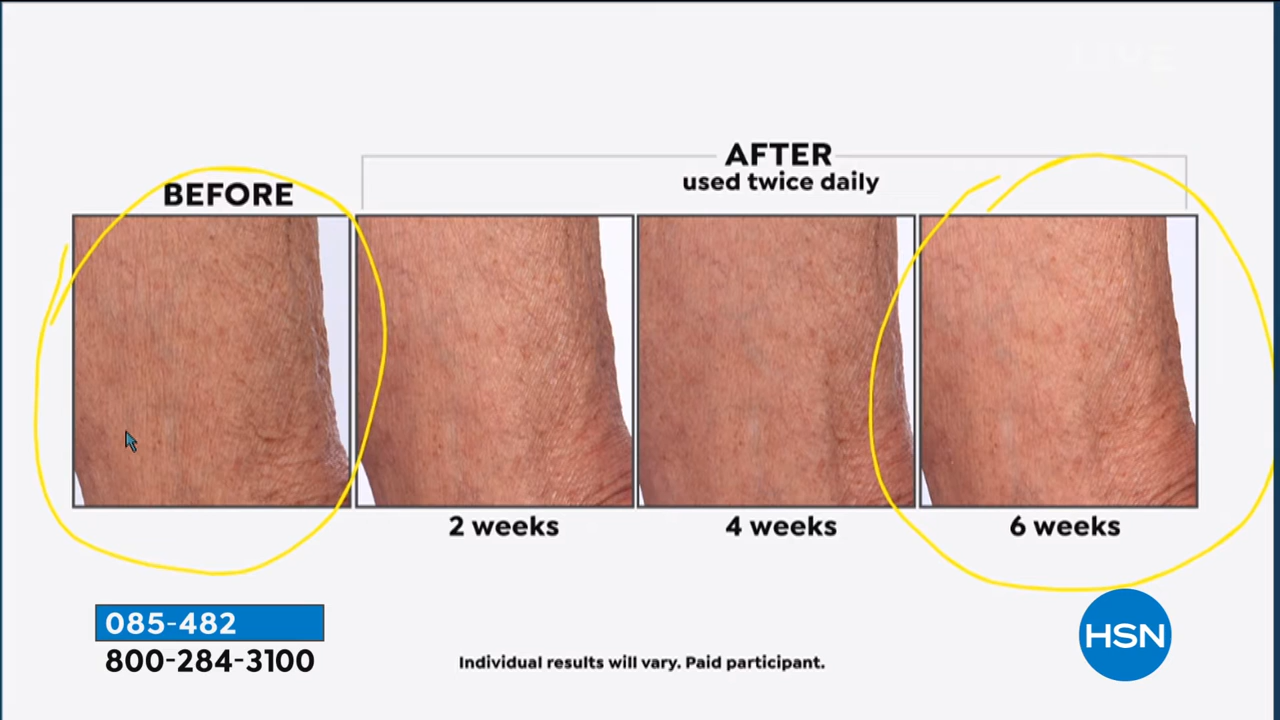 BEFORE
AFTER
used twice daily
2 weeks
4 weeks
6 weeks
085-482
800-284-3100
Individual results will vary. Paid participant.
HSN